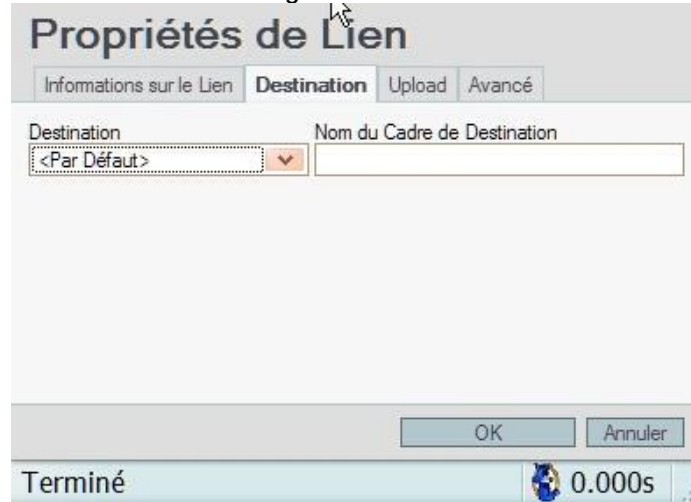 Propriétés de Lien
Informations sur le Lien Destination Upload Avancé
Destination Nom du Cadre de Destination
<Par Défaut>
OK Annuler
Terminé 0.000s